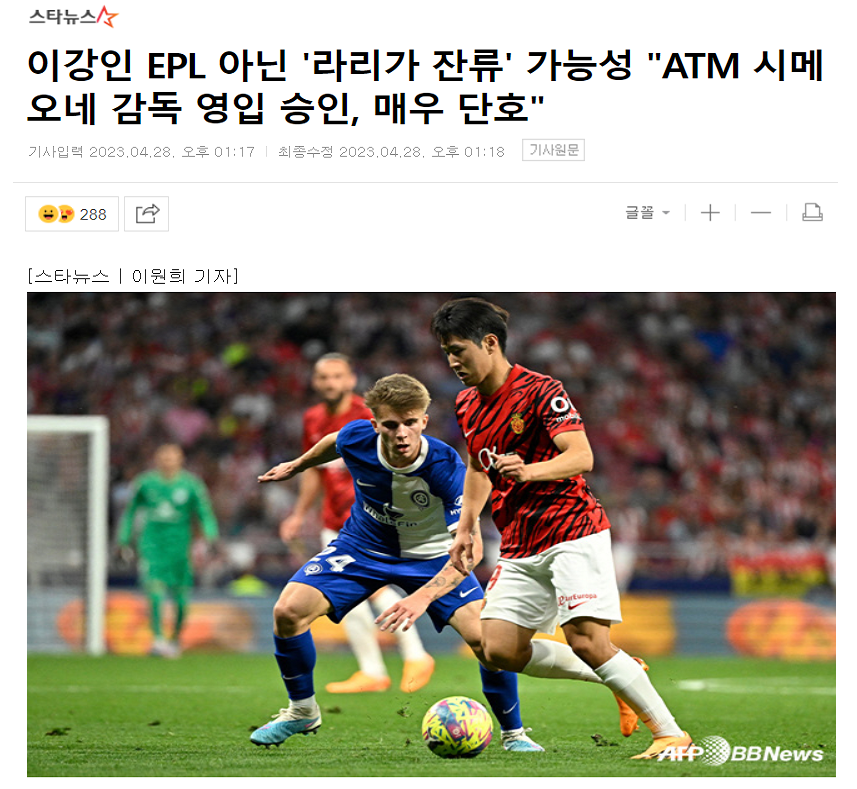 스타뉴스
이강인 EPL 아닌 '라리가 잔류' 가능성 "ATM 시메
오네 감독 영입 승인, 매우 단호"
기사입력 2023.04.28. 오후 01:17 최종수정 2023.04.28. 오후 01:18 기사원문
288 글꼴
[스타뉴스 | 이원희 기자]
24
AirEuropa
AFP BBNews